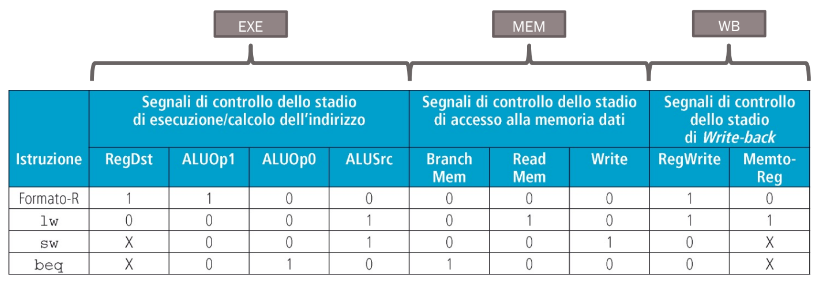 EXE MEM WB
Segnali di controllo dello stadio di esecuzione/calcolo dell'indirizzo Segnali di controllo dello stadio di accesso alla memoria dati Segnali di controllo dello stadio di Write-back
Istruzione RegDst ALUOp1 ALUOp0 ALUSrc Branch Mem Read Mem Write RegWrite Memto-Reg
Formato-R 1 1 0 0 0 0 0 1 0
lw 0 0 0 1 0 1 0 1 1
sw X 0 0 1 0 0 1 0 X
beq X 0 1 0 1 0 0 0 X